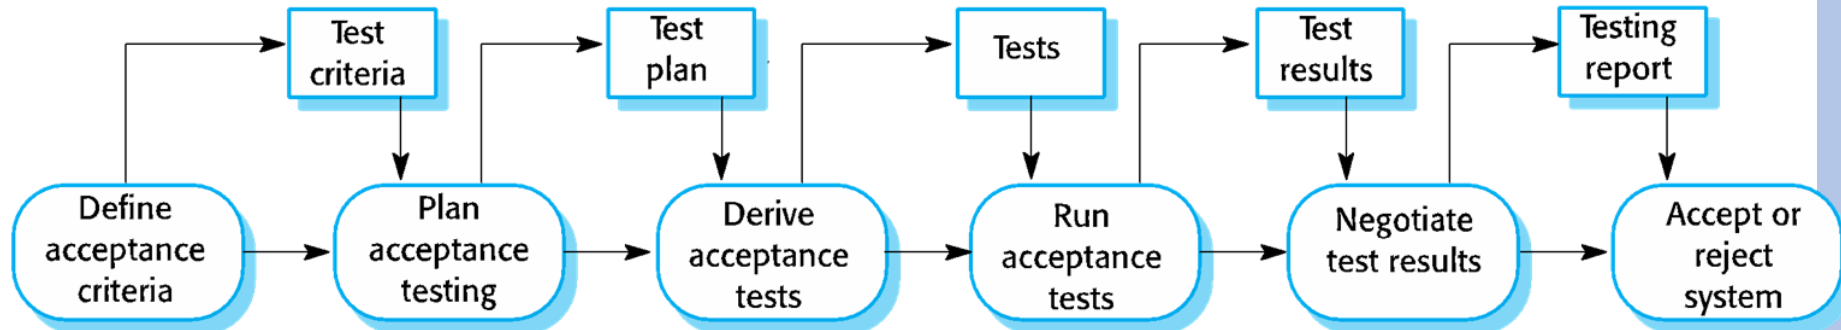 Test
criteria
Test
plan
Tests
Test
results
Testing
report
Define
acceptance
criteria
Plan
acceptance
testing
Derive
acceptance
tests
Run
acceptance
tests
Negotiate
test results
Accept or
reject
system